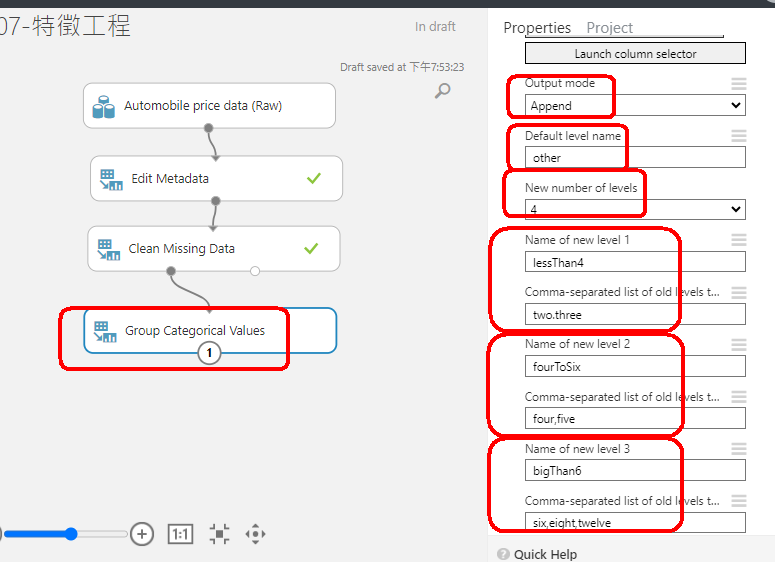 07-特徵工程
In draft
Draft saved at 下午7:53:23
Automobile price data (Raw)
Edit Metadata
Clean Missing Data
Group Categorical Values
1
1:1
Properties Project
Launch column selector
Output mode
Append
Default level name
other
New number of levels
4
Name of new level 1
lessThan4
Comma-separated list of old levels t...
two.three
Name of new level 2
fourToSix
Comma-separated list of old levels t...
four,five
Name of new level 3
bigThan6
Comma-separated list of old levels t...
six,eight,twelve
Quick Help